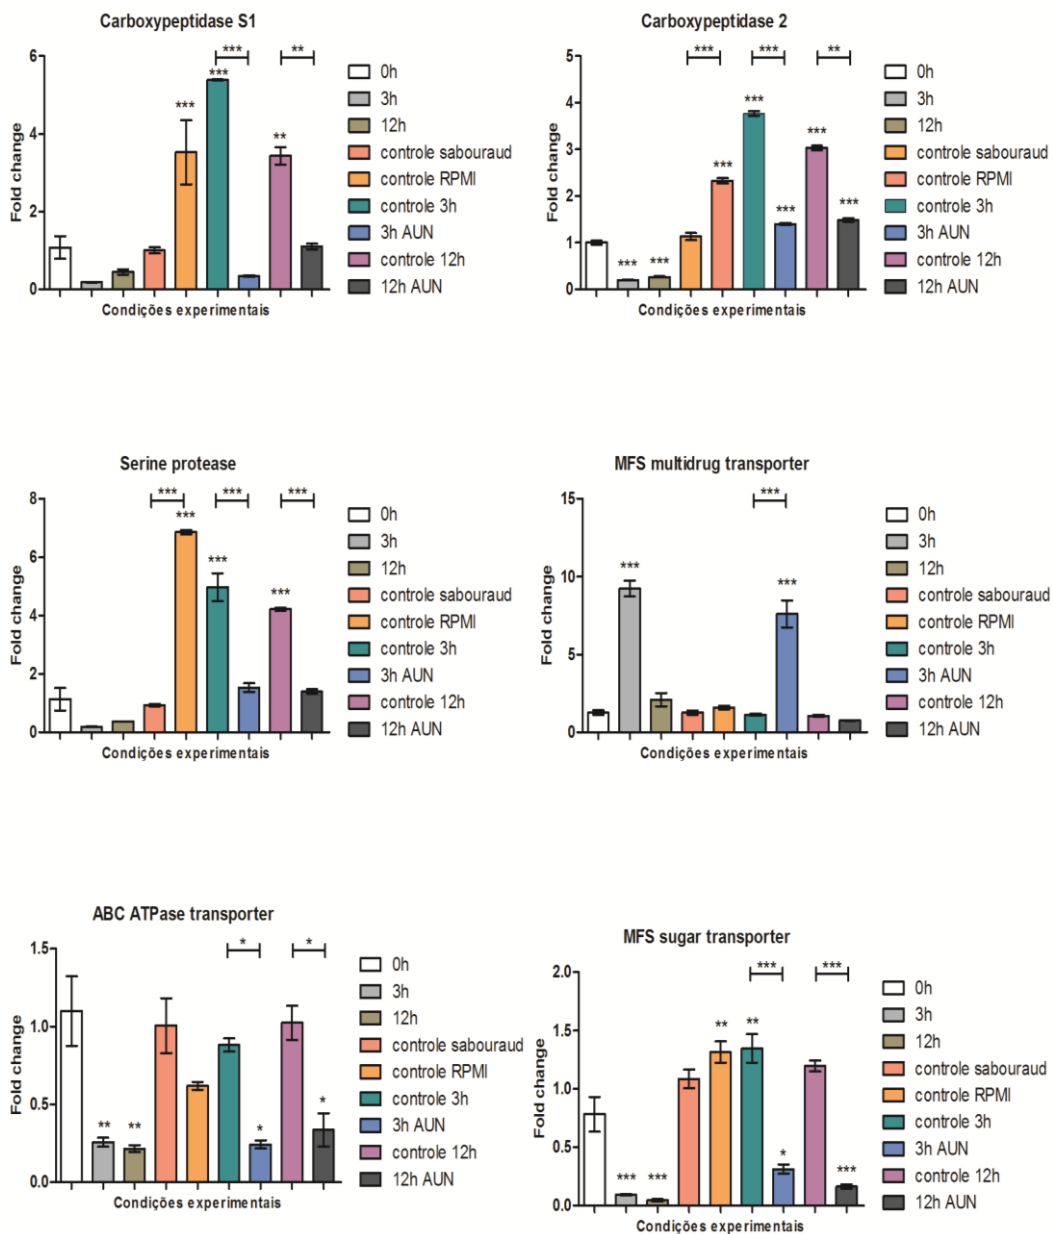 Carboxypeptidase S1
*** **
6
4
2
0
Fold change
***
***
**
Condições experimentais
0h
3h
12h
controle sabouraud
controle RPMI
controle 3h
3h AUN
controle 12h
12h AUN
Carboxypeptidase 2
*** *** **
5
4
3
2
1
0
Fold change
*** ***
***
***
***
***
***
Condições experimentais
0h
3h
12h
controle sabouraud
controle RPMI
controle 3h
3h AUN
controle 12h
12h AUN
Serine protease
*** *** ***
8
6
4
2
0
Fold change
***
***
***
Condições experimentais
0h
3h
12h
controle sabouraud
controle RPMI
controle 3h
3h AUN
controle 12h
12h AUN
MFS multidrug transporter
***
15
10
5
0
Fold change
***
***
Condições experimentais
0h
3h
12h
controle sabouraud
controle RPMI
controle 3h
3h AUN
controle 12h
12h AUN
ABC ATPase transporter
* *
1.5
1.0
0.5
0.0
Fold change
** **
*
*
Condições experimentais
0h
3h
12h
controle sabouraud
controle RPMI
controle 3h
3h AUN
controle 12h
12h AUN
MFS sugar transporter
*** ***
2.0
1.5
1.0
0.5
0.0
Fold change
*** ***
** **
*
***
Condições experimentais
0h
3h
12h
controle sabouraud
controle RPMI
controle 3h
3h AUN
controle 12h
12h AUN